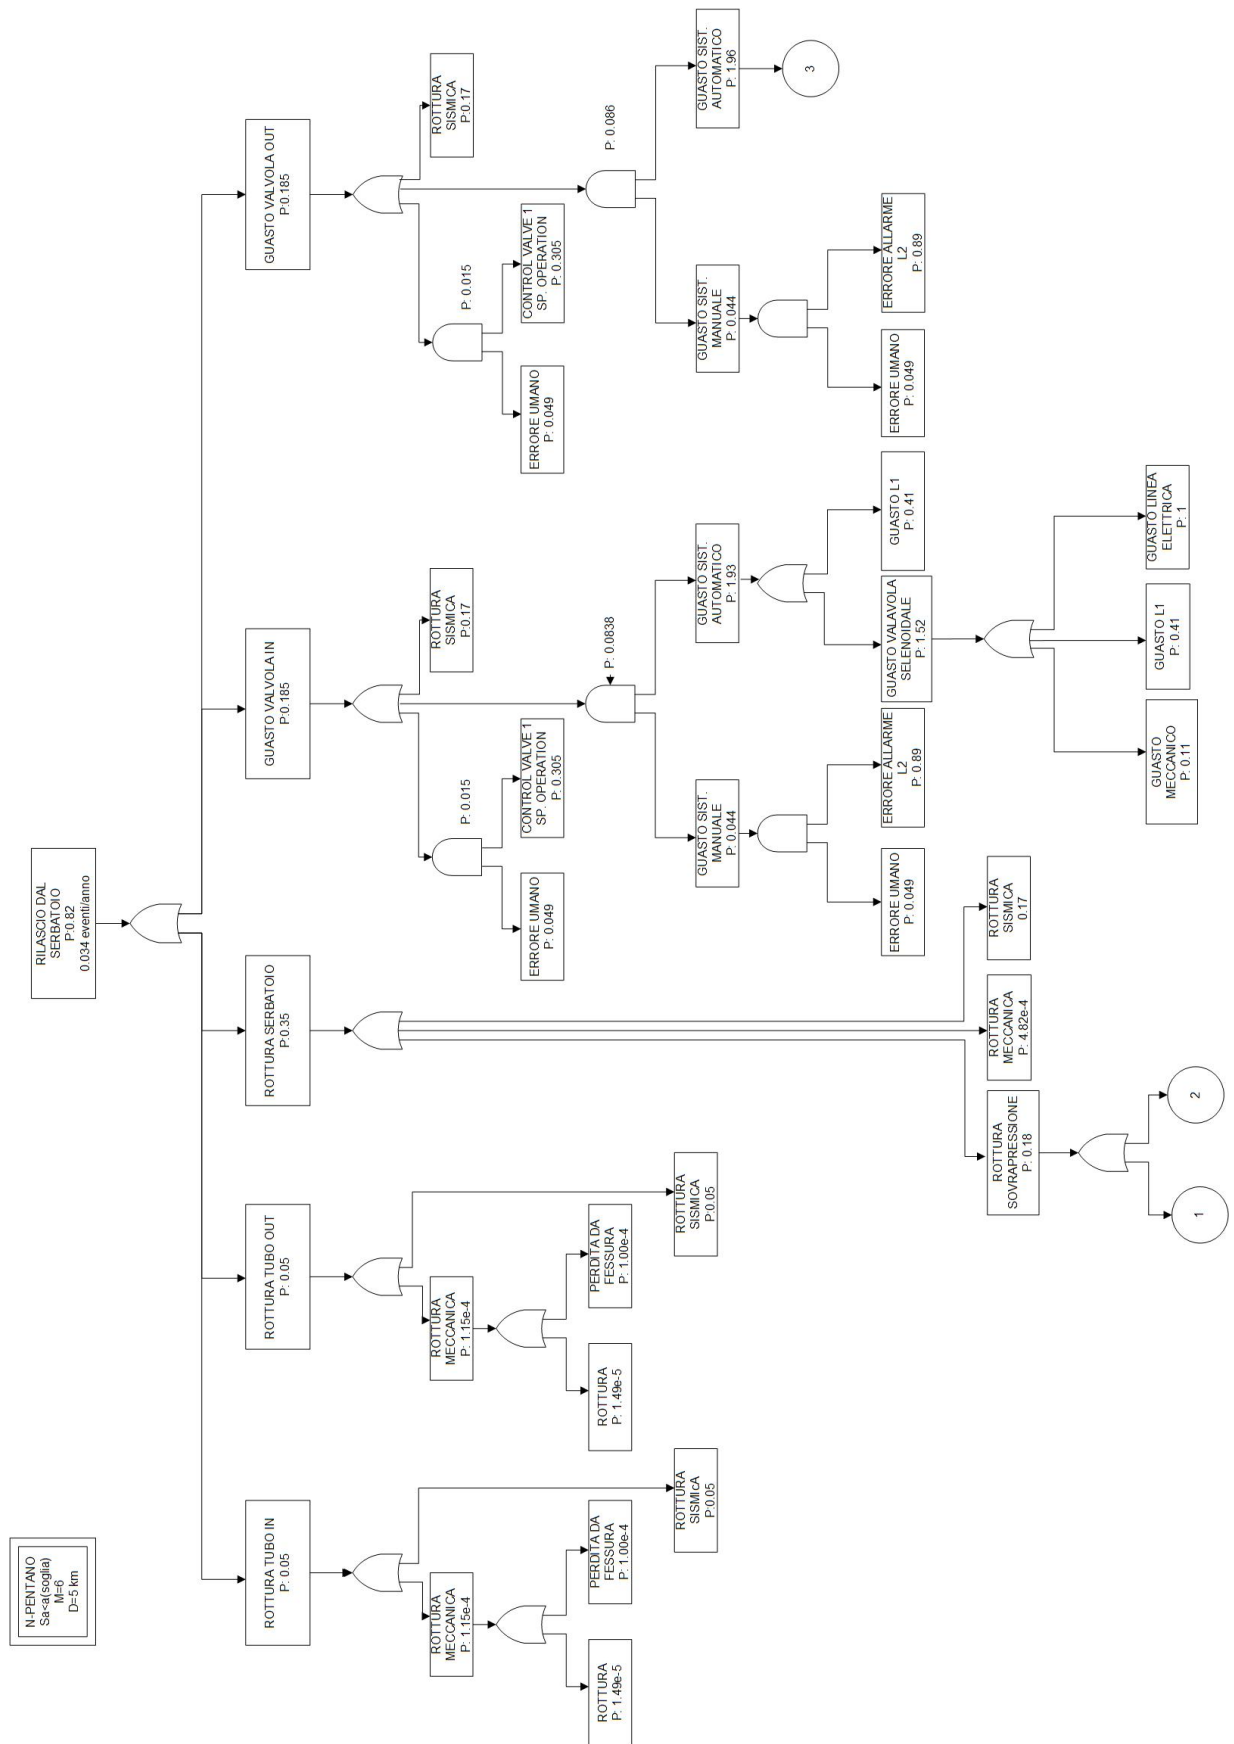 N-PENTANO
Sa<a(soglia)
M=6
D=5 km
RILASCIO DAL
SERBATOIO
P:0.82
0.034 eventi/anno
ROTTURA TUBO IN
P: 0.05
ROTTURA TUBO OUT
P: 0.05
ROTTURA SERBATOIO
P:0.35
GUASTO VALVOLA IN
P:0.185
GUASTO VALVOLA OUT
P:0.185
ROTTURA
MECCANICA
P: 1.15e-4
ROTTURA
MECCANICA
P: 1.15e-4
P: 0.015
ROTTURA
SISMICA
P:0.17
P: 0.015
ROTTURA
SISMICA
P:0.17
ERRORE UMANO
P: 0.049
CONTROL VALVE 1
SP. OPERATION
P: 0.305
ERRORE UMANO
P: 0.049
CONTROL VALVE 1
SP. OPERATION
P: 0.305
ROTTURA
P: 1.49e-5
PERDITA DA
FESSURA
P: 1.00e-4
ROTTURA
P: 1.49e-5
PERDITA DA
FESSURA
P: 1.00e-4
P: 0.0838
P: 0.086
ROTTURA
SISMICA
P:0.05
ROTTURA
SISMICA
P:0.05
GUASTO SIST.
MANUALE
P: 0.044
GUASTO SIST.
AUTOMATICO
P: 1.93
GUASTO SIST.
MANUALE
P: 0.044
GUASTO SIST.
AUTOMATICO
P: 1.96
3
ERRORE UMANO
P: 0.049
ERRORE ALLARME
L2
P: 0.89
GUASTO VALAVOLA
SELENOIDALE
P: 1.52
GUASTO L1
P: 0.41
ERRORE UMANO
P: 0.049
ERRORE ALLARME
L2
P: 0.89
ROTTURA
SOVRAPRESSIONE
P: 0.18
ROTTURA
MECCANICA
P: 4.82e-4
ROTTURA
SISMICA
0.17
GUASTO
MECCANICO
P: 0.11
GUASTO L1
P: 0.41
GUASTO LINEA
ELETTRICA
P: 1
1
2